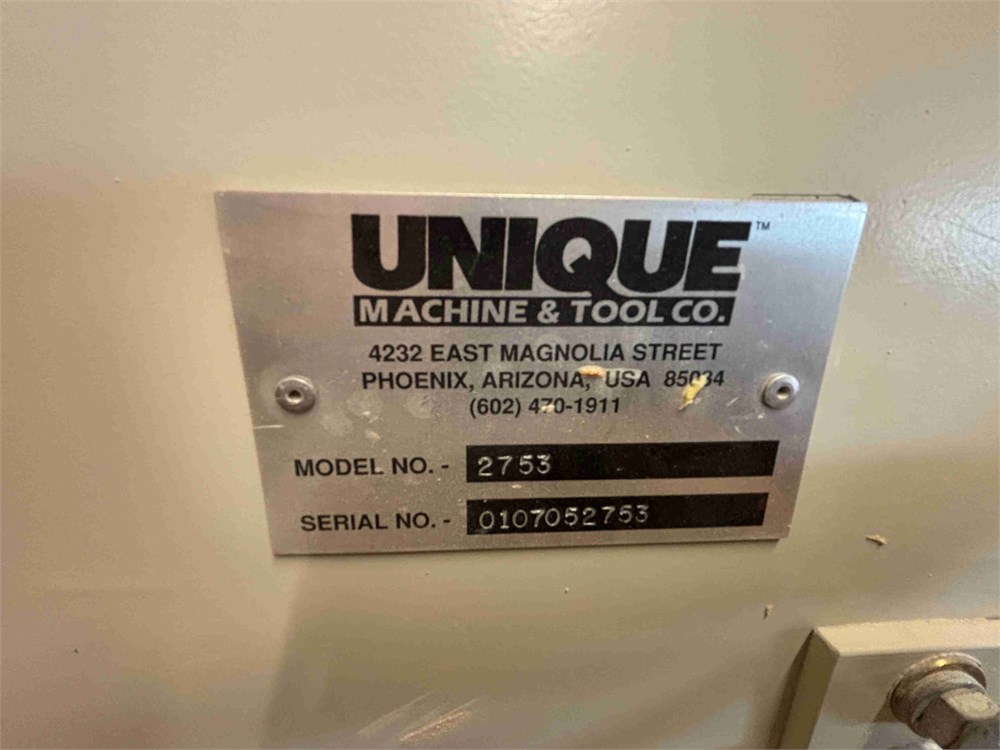 UNIQUE™
MACHINE & TOOL CO.
4232 EAST MAGNOLIA STREET
PHOENIX, ARIZONA, USA 85034
(602) 470-1911
MODEL NO. - 2753
SERIAL NO. - 0107052753